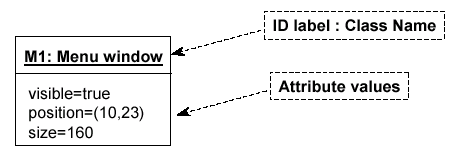 ID label : Class Name
M1: Menu window
visible=true
position=(10,23)
size=160
Attribute values